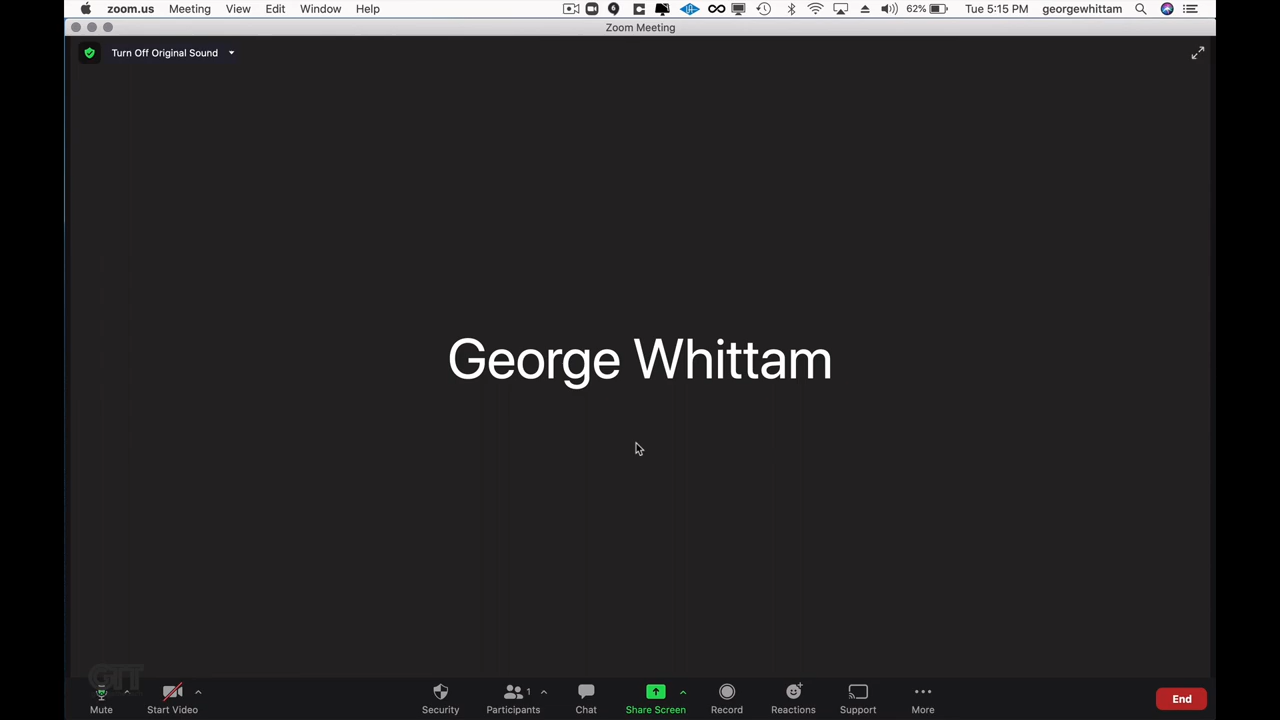 zoom.us Meeting View Edit Window Help 62% Tue 5:15 PM georgewhittam
Zoom Meeting
Turn Off Original Sound
George Whittam
GTT
Mute Start Video Security Participants 1 Chat Share Screen Record Reactions Support More End